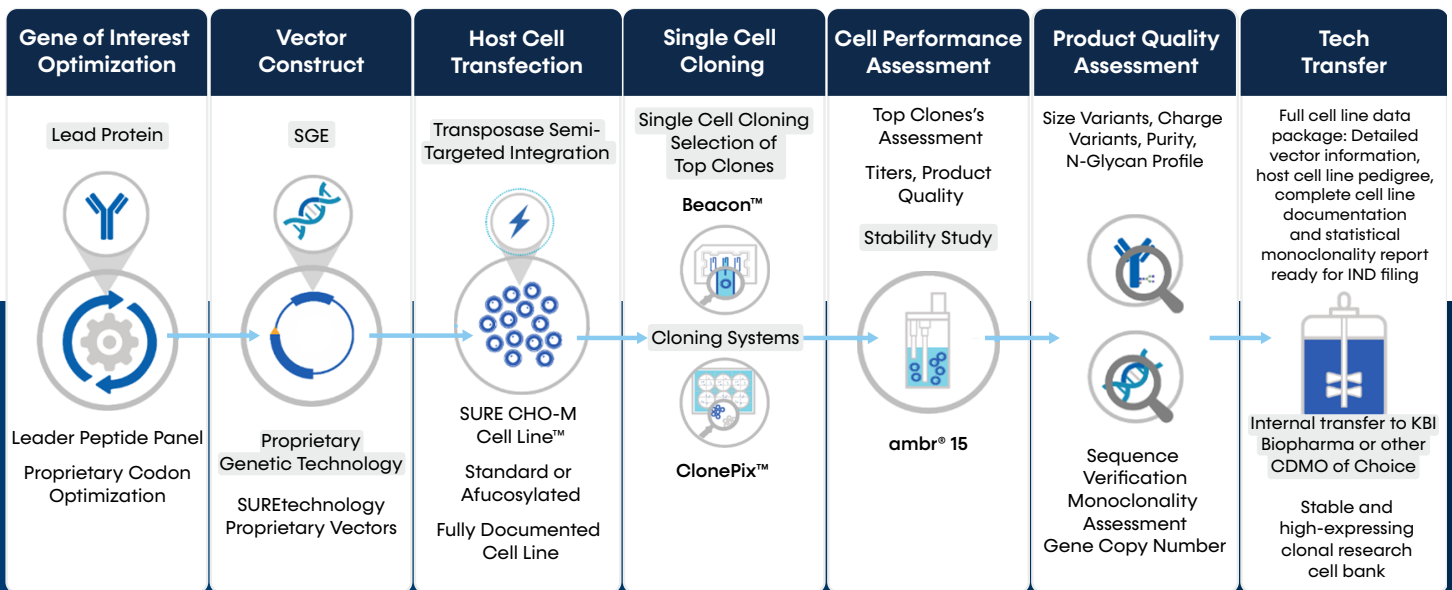 Gene of Interest
Optimization
Lead Protein
Leader Peptide Panel
Proprietary Codon
Optimization
Vector
Construct
SGE
Proprietary
Genetic Technology
SUREtechnology
Proprietary Vectors
Host Cell
Transfection
Transposase Semi-
Targeted Integration
SURE CHO-M
Cell Line™
Standard or
Afucosylated
Fully Documented
Cell Line
Single Cell
Cloning
Single Cell Cloning
Selection of
Top Clones
Beacon™
Cloning Systems
ClonePix™
Cell Performance
Assessment
Top Clones's
Assessment
Titers, Product
Quality
Stability Study
ambr® 15
Product Quality
Assessment
Size Variants, Charge
Variants, Purity,
N-Glycan Profile
Sequence
Verification
Monoclonality
Assessment
Gene Copy Number
Tech
Transfer
Full cell line data
package: Detailed
vector information,
host cell line pedigree,
complete cell line
documentation
and statistical
monoclonality report
ready for IND filing
Internal transfer to KBI
Biopharma or other
CDMO of Choice
Stable and
high-expressing
clonal research
cell bank